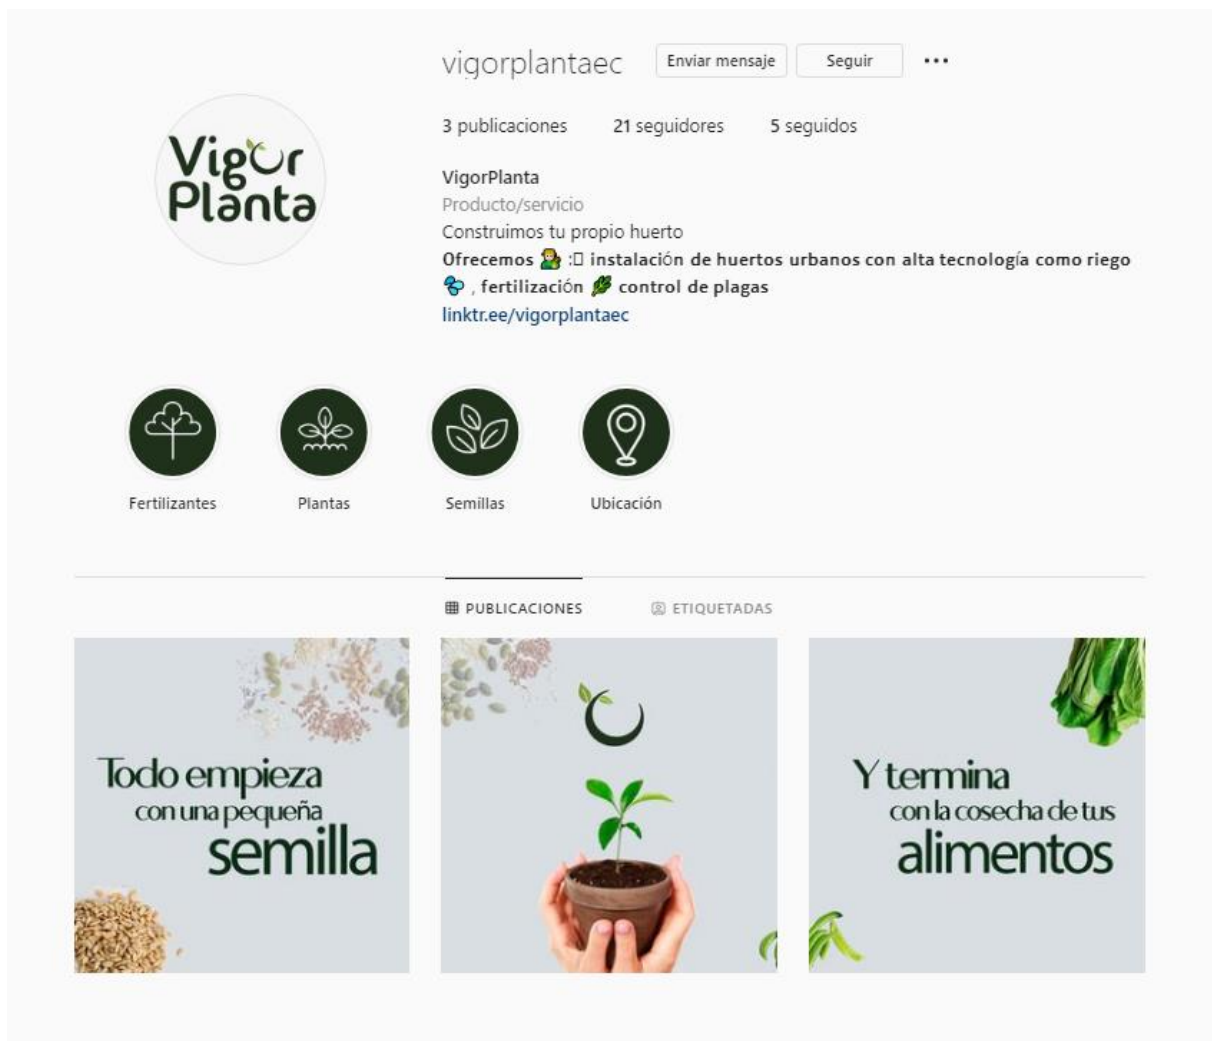 vigorplantaec Enviar mensaje Seguir
3 publicaciones 21 seguidores 5 seguidos
Vigor
Planta
VigorPlanta
Producto/servicio
Construimos tu propio huerto
Ofrecemos 👩‍🌾 :▯ instalación de huertos urbanos con alta tecnología como riego
💦 , fertilización 🌿 control de plagas
linktr.ee/vigorplantaec
Fertilizantes Plantas Semillas Ubicación
PUBLICACIONES ETIQUETADAS
Todo empieza
con una pequeña
semilla
Y termina
con la cosecha de tus
alimentos